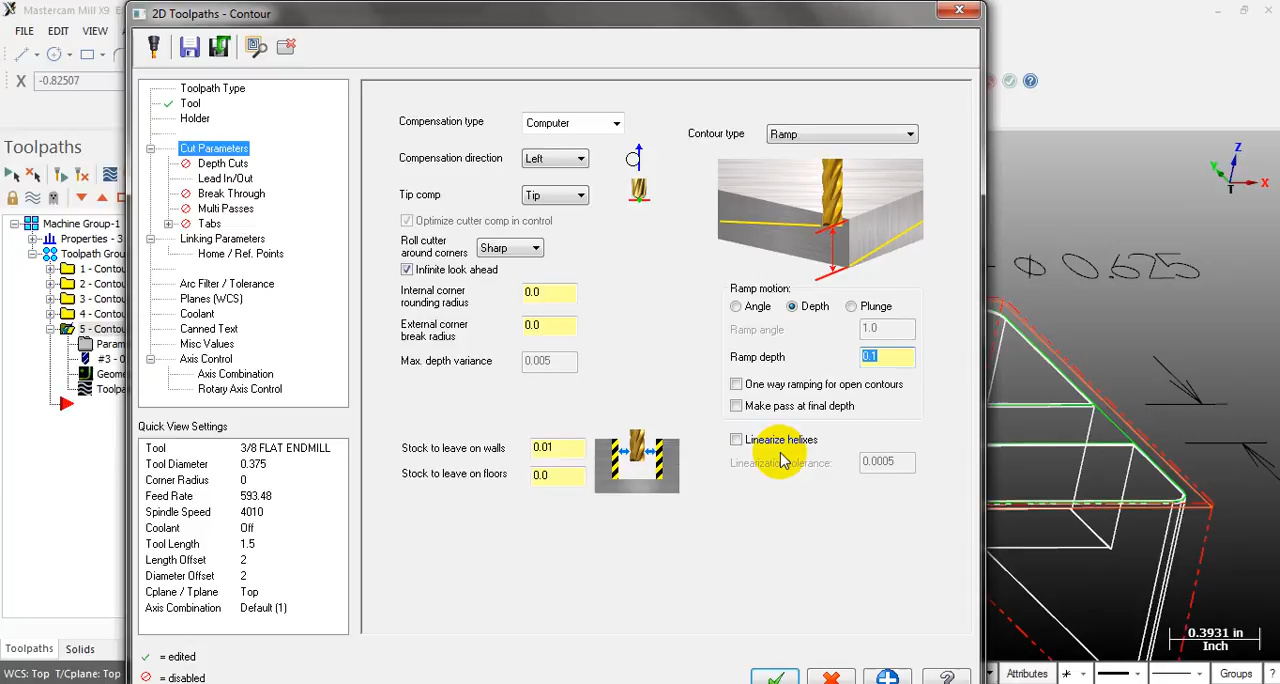 Mastercam Mill X9
2D Toolpaths - Contour
FILE EDIT VIEW
X -0.82507
Toolpaths
Machine Group-1
Properties - 3
Toolpath Grou
1 - Contou
2 - Contou
3 - Contou
4 - Contou
5 - Contou
Param
#3 - 0
Geome
Toolpa
Toolpath Type
Tool
Holder
Cut Parameters
Depth Cuts
Lead In/Out
Break Through
Multi Passes
Tabs
Linking Parameters
Home / Ref. Points
Arc Filter / Tolerance
Planes (WCS)
Coolant
Canned Text
Misc Values
Axis Control
Axis Combination
Rotary Axis Control
Quick View Settings
Tool 3/8 FLAT ENDMILL
Tool Diameter 0.375
Corner Radius 0
Feed Rate 593.48
Spindle Speed 4010
Coolant Off
Tool Length 1.5
Length Offset 2
Diameter Offset 2
Cplane / Tplane Top
Axis Combination Default (1)
= edited
= disabled
Compensation type Computer
Compensation direction Left
Tip comp Tip
Optimize cutter comp in control
Roll cutter
around corners Sharp
Infinite look ahead
Internal corner
rounding radius 0.0
External corner
break radius 0.0
Max. depth variance 0.005
Stock to leave on walls 0.01
Stock to leave on floors 0.0
Contour type Ramp
Ramp motion:
Angle Depth Plunge
Ramp angle 1.0
Ramp depth 0.1
One way ramping for open contours
Make pass at final depth
Linearize helixes
Linearization tolerance: 0.0005
Z
Y
X
T
Φ 0.625
0.3931 in
Inch
Toolpaths Solids
WCS: Top T/Cplane: Top
Attributes
Groups
?